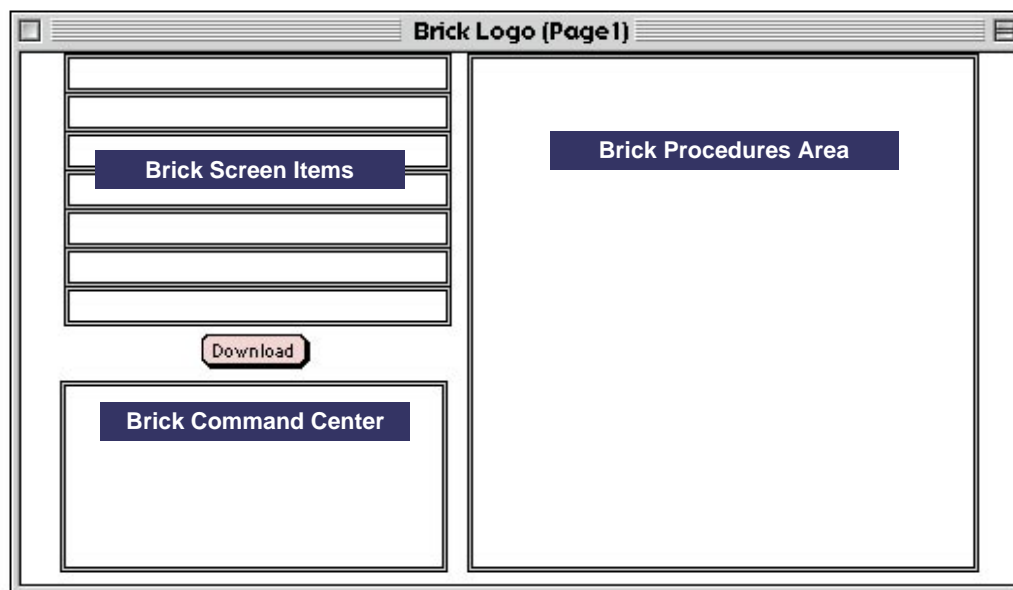 Brick Logo (Page1)
Brick Screen Items
Brick Procedures Area
Download
Brick Command Center